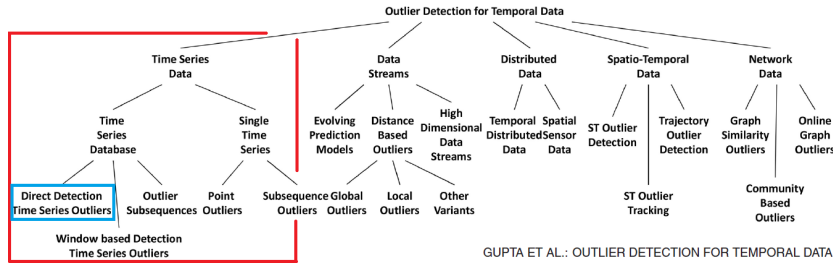 Outlier Detection for Temporal Data
Time Series
Data
Data
Streams
Distributed
Data
Spatio-Temporal
Data
Network
Data
Time
Series
Database
Single
Time
Series
Evolving
Prediction
Models
Distance
Based
Outliers
High
Dimensional
Data
Streams
Temporal
Distributed
Data
Spatial
Sensor
Data
ST Outlier
Detection
Trajectory
Outlier
Detection
Graph
Similarity
Outliers
Online
Graph
Outliers
Direct Detection
Time Series Outliers
Outlier
Subsequences
Point
Outliers
Subsequence
Outliers
Global
Outliers
Local
Outliers
Other
Variants
ST Outlier
Tracking
Community
Based
Outliers
Window based Detection
Time Series Outliers
GUPTA ET AL.: OUTLIER DETECTION FOR TEMPORAL DATA